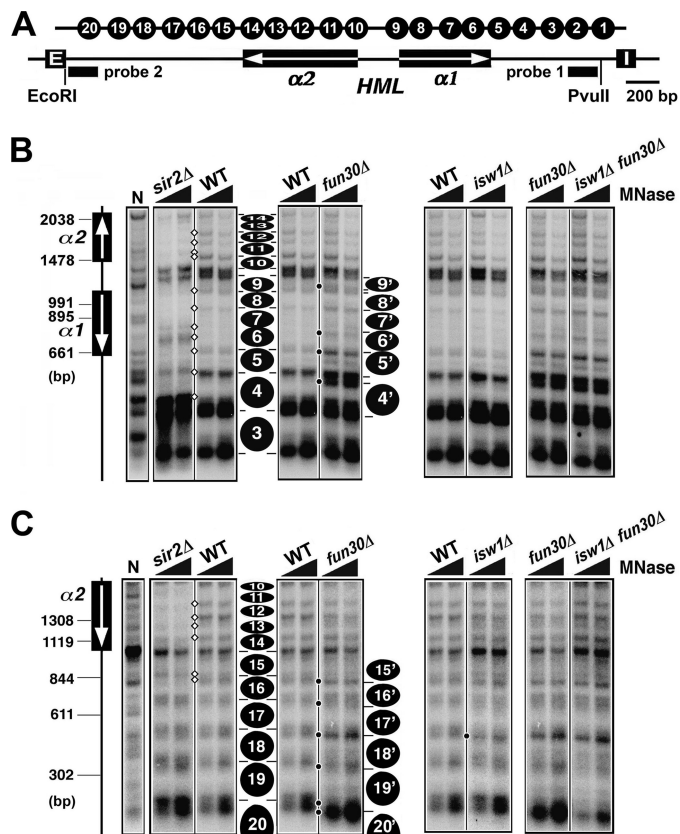 A
20 19 18 17 16 15 14 13 12 11 10 9 8 7 6 5 4 3 2 1
E I
probe 2 α2 HML α1 probe 1
EcoRI PvuII 200 bp
B
N sir2Δ WT WT fun30Δ WT isw1Δ fun30Δ isw1Δ fun30Δ MNase
2038
α2
1478
991
895
α1
661
(bp)
14
13
12
11
10
9 9'
8 8'
7 7'
6 6'
5 5'
4 4'
3
C
N sir2Δ WT WT fun30Δ WT isw1Δ fun30Δ isw1Δ fun30Δ MNase
α2
1308
1119
844
611
302
(bp)
10
11
12
13
14
15 15'
16 16'
17 17'
18 18'
19 19'
20 20'